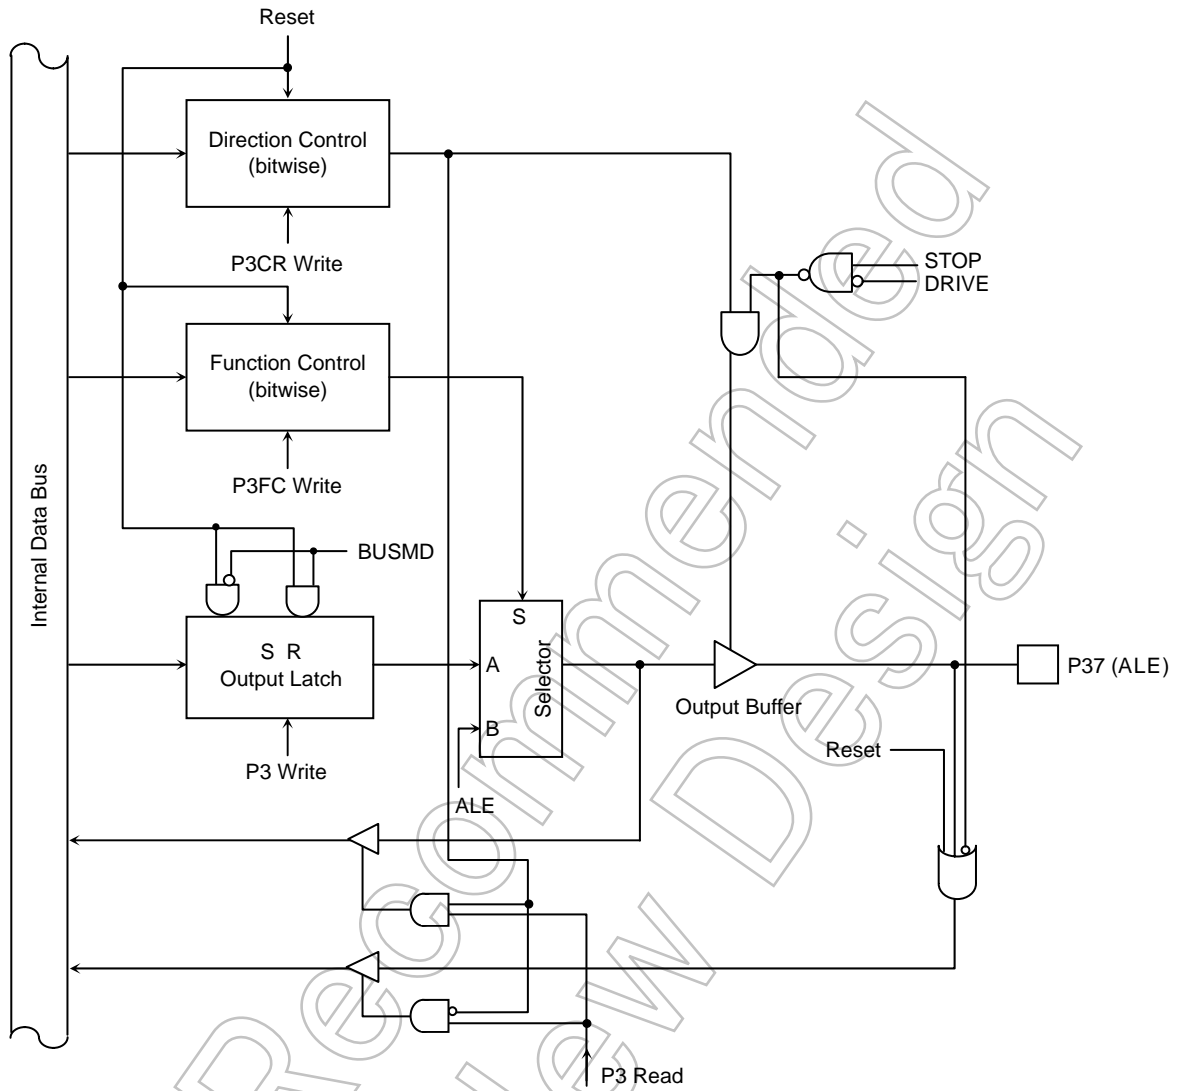 Reset
Direction Control
(bitwise)
P3CR Write
STOP
DRIVE
Function Control
(bitwise)
P3FC Write
Internal Data Bus
BUSMD
S R
Output Latch
P3 Write
S
A
B
Selector
ALE
Output Buffer
P37 (ALE)
Reset
P3 Read
Recommended
ew Design